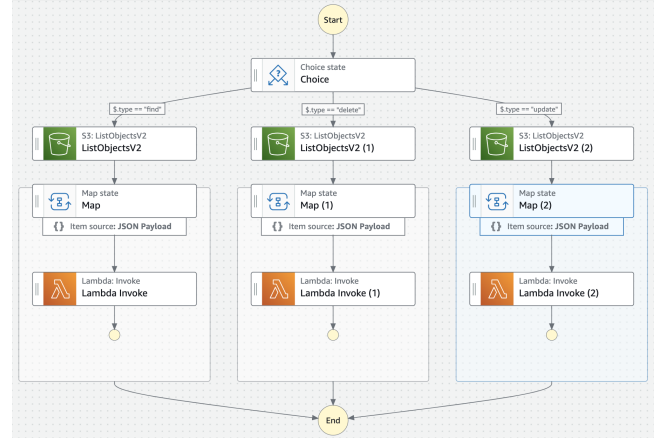 Start
Choice state
Choice
$.type == "find"
$.type == "delete"
$.type == "update"
S3: ListObjectsV2
ListObjectsV2
S3: ListObjectsV2
ListObjectsV2 (1)
S3: ListObjectsV2
ListObjectsV2 (2)
Map state
Map
{} Item source: JSON Payload
Map state
Map (1)
{} Item source: JSON Payload
Map state
Map (2)
{} Item source: JSON Payload
Lambda: Invoke
Lambda Invoke
Lambda: Invoke
Lambda Invoke (1)
Lambda: Invoke
Lambda Invoke (2)
End